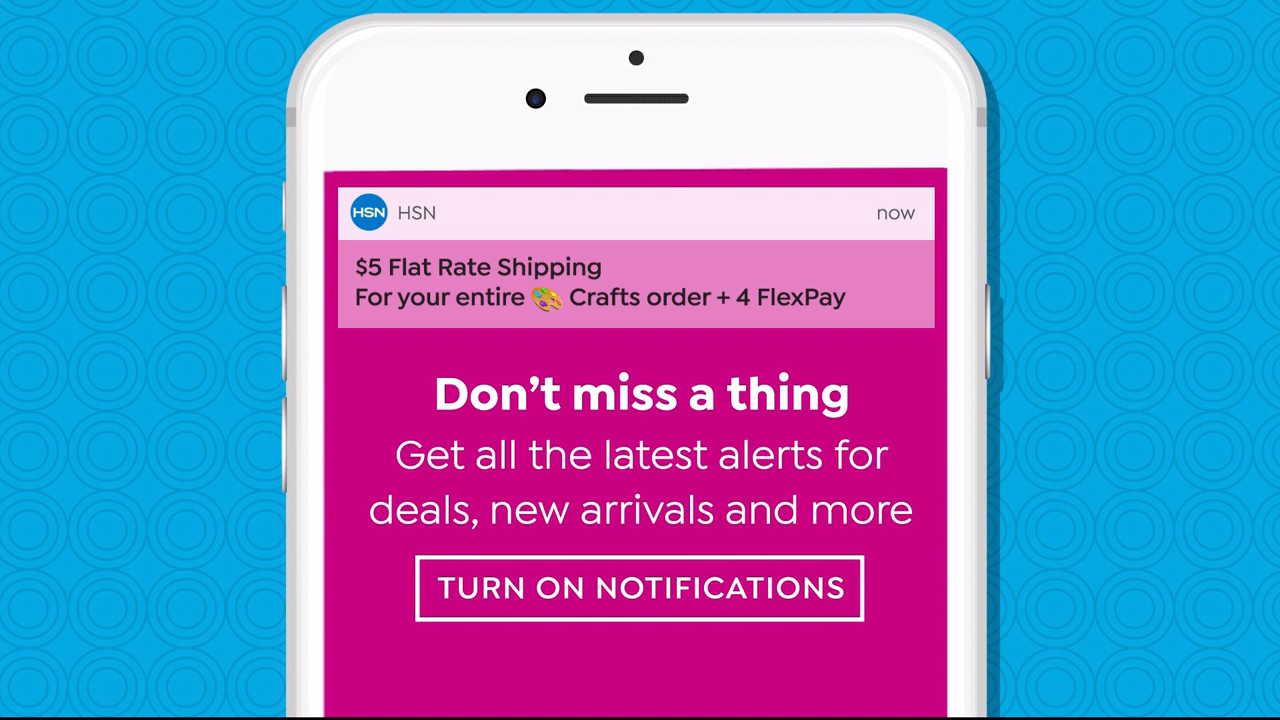 HSN HSN now
$5 Flat Rate Shipping
For your entire 🎨 Crafts order + 4 FlexPay
Don’t miss a thing
Get all the latest alerts for
deals, new arrivals and more
TURN ON NOTIFICATIONS